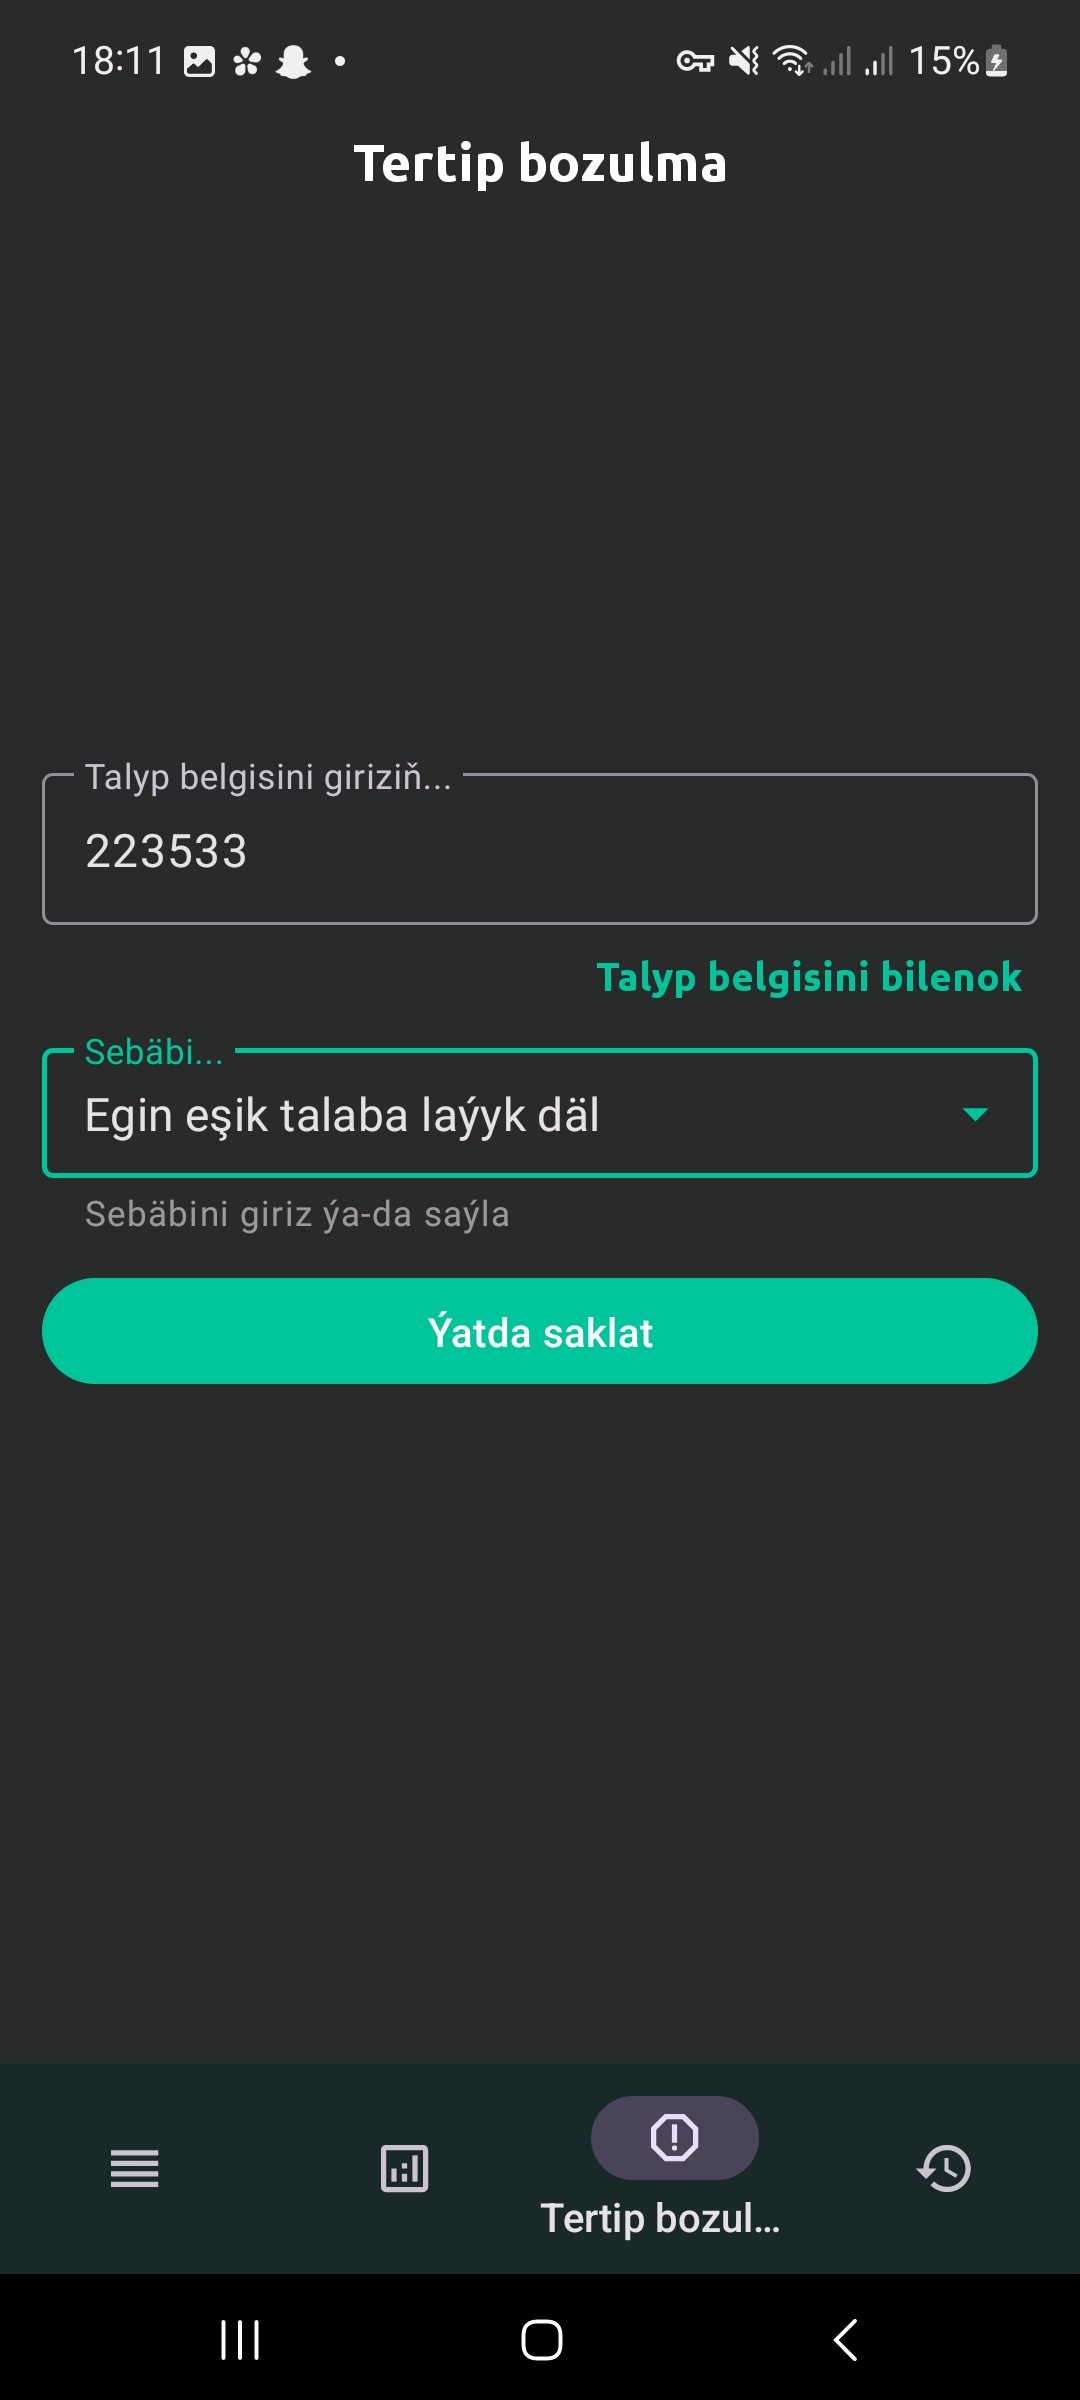 18:11
15%
Tertip bozulma
Talyp belgisini giriziň...
223533
Talyp belgisini bilenok
Sebäbi...
Egin eşik talaba laýyk däl
Sebäbini giriz ýa-da saýla
Ýatda saklat
Tertip bozul...